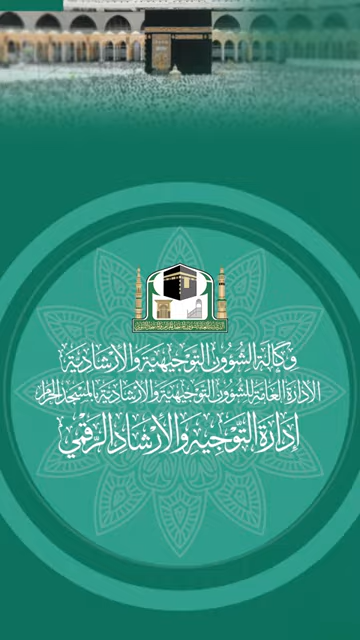 وكالة الشؤون التوجيهية والإرشادية
الإدارة العامة للشؤون التوجيهية والإرشادية بالمسجد الحرام
إدارة التوجيه والإرشاد الرقمي